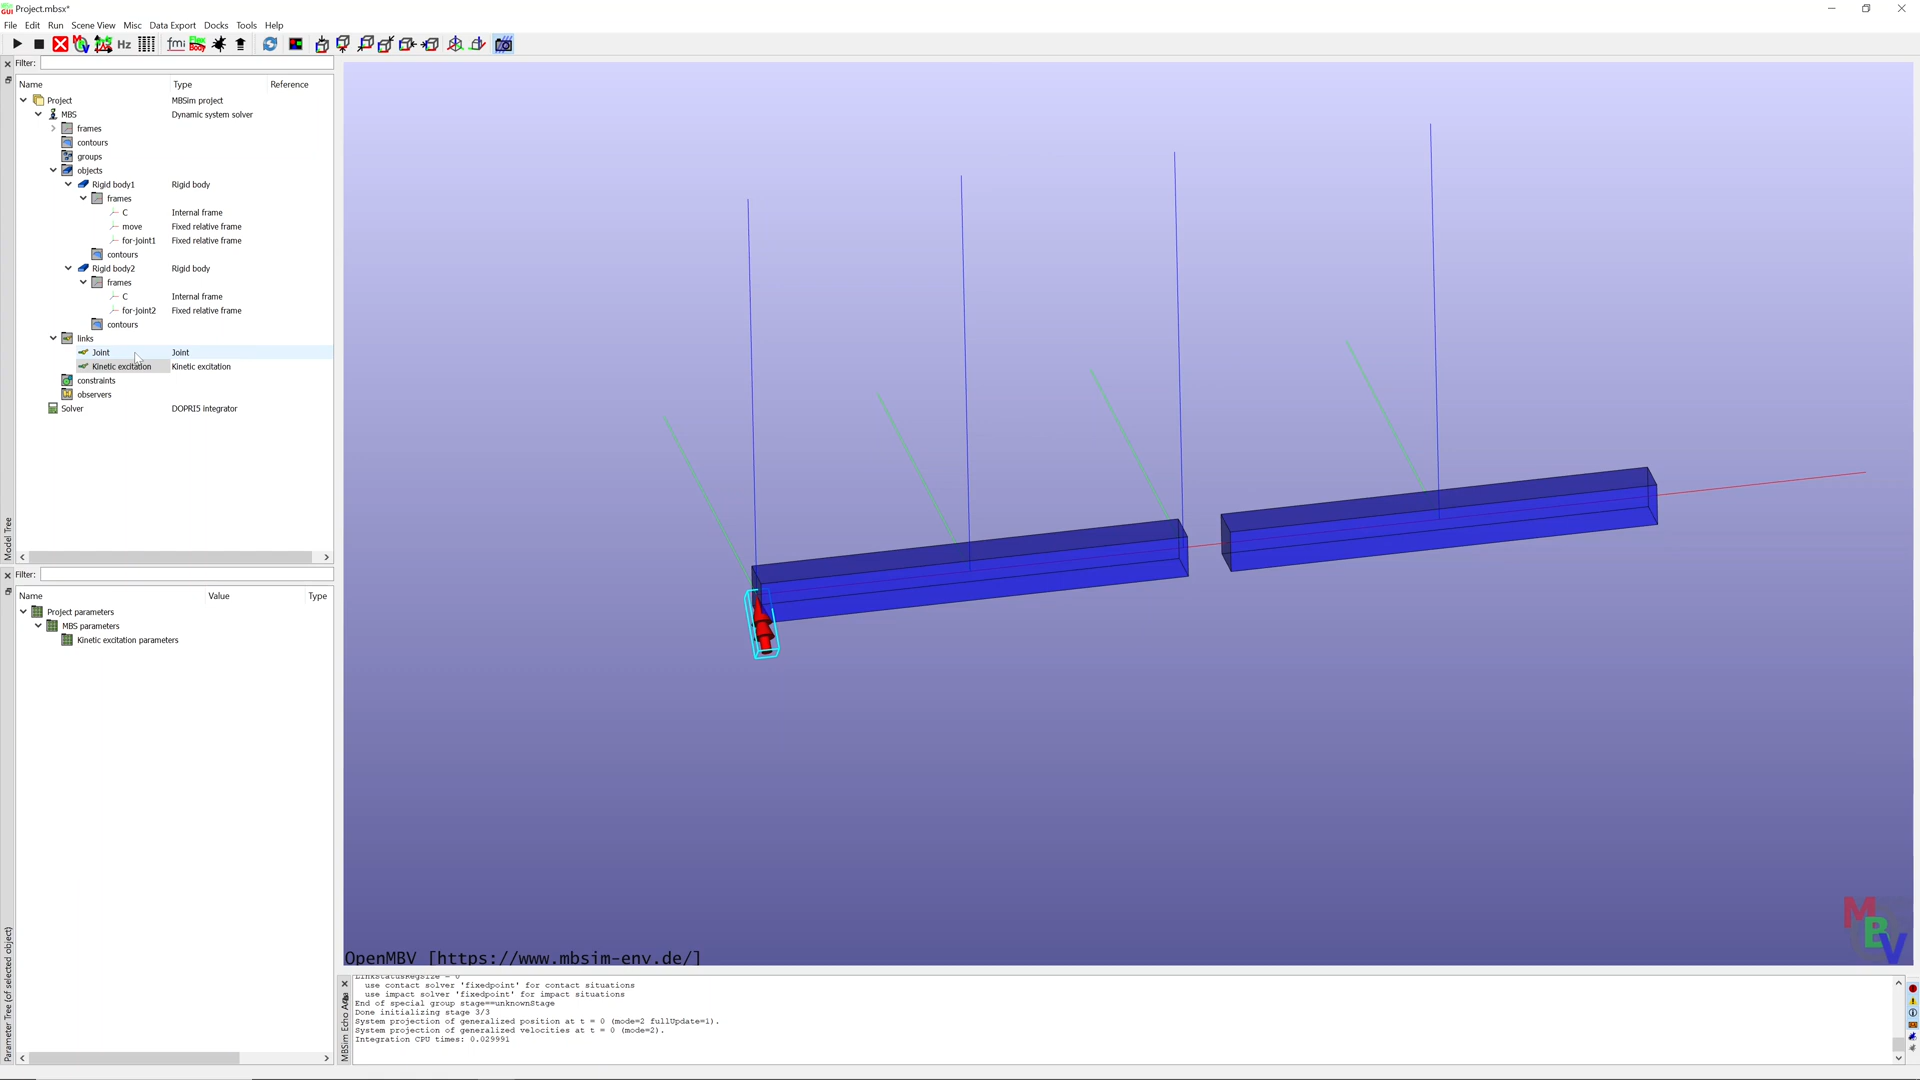 Project.mbsx*
File Edit Run Scene View Misc Data Export Docks Tools Help
Hz fmi
Filter:
Name Type Reference
Project MBSim project
MBS Dynamic system solver
frames
contours
groups
objects
Rigid body1 Rigid body
frames
C Internal frame
move Fixed relative frame
for-joint1 Fixed relative frame
contours
Rigid body2 Rigid body
frames
C Internal frame
for-joint2 Fixed relative frame
contours
links
Joint Joint
Kinetic excitation Kinetic excitation
constraints
observers
Solver DOPRI5 integrator
Model Tree
Filter:
Name Value Type
Project parameters
MBS parameters
Kinetic excitation parameters
Parameter Tree (of selected object)
MBV
OpenMBV [https://www.mbsim-env.de/]
LinkStatusRegSize = 0
use contact solver 'fixedpoint' for contact situations
use impact solver 'fixedpoint' for impact situations
End of special group stage==unknownStage
Done initializing stage 3/3
System projection of generalized position at t = 0 (mode=2 fullUpdate=1).
System projection of generalized velocities at t = 0 (mode=2).
Integration CPU times: 0.029991
MBSim Echo Area